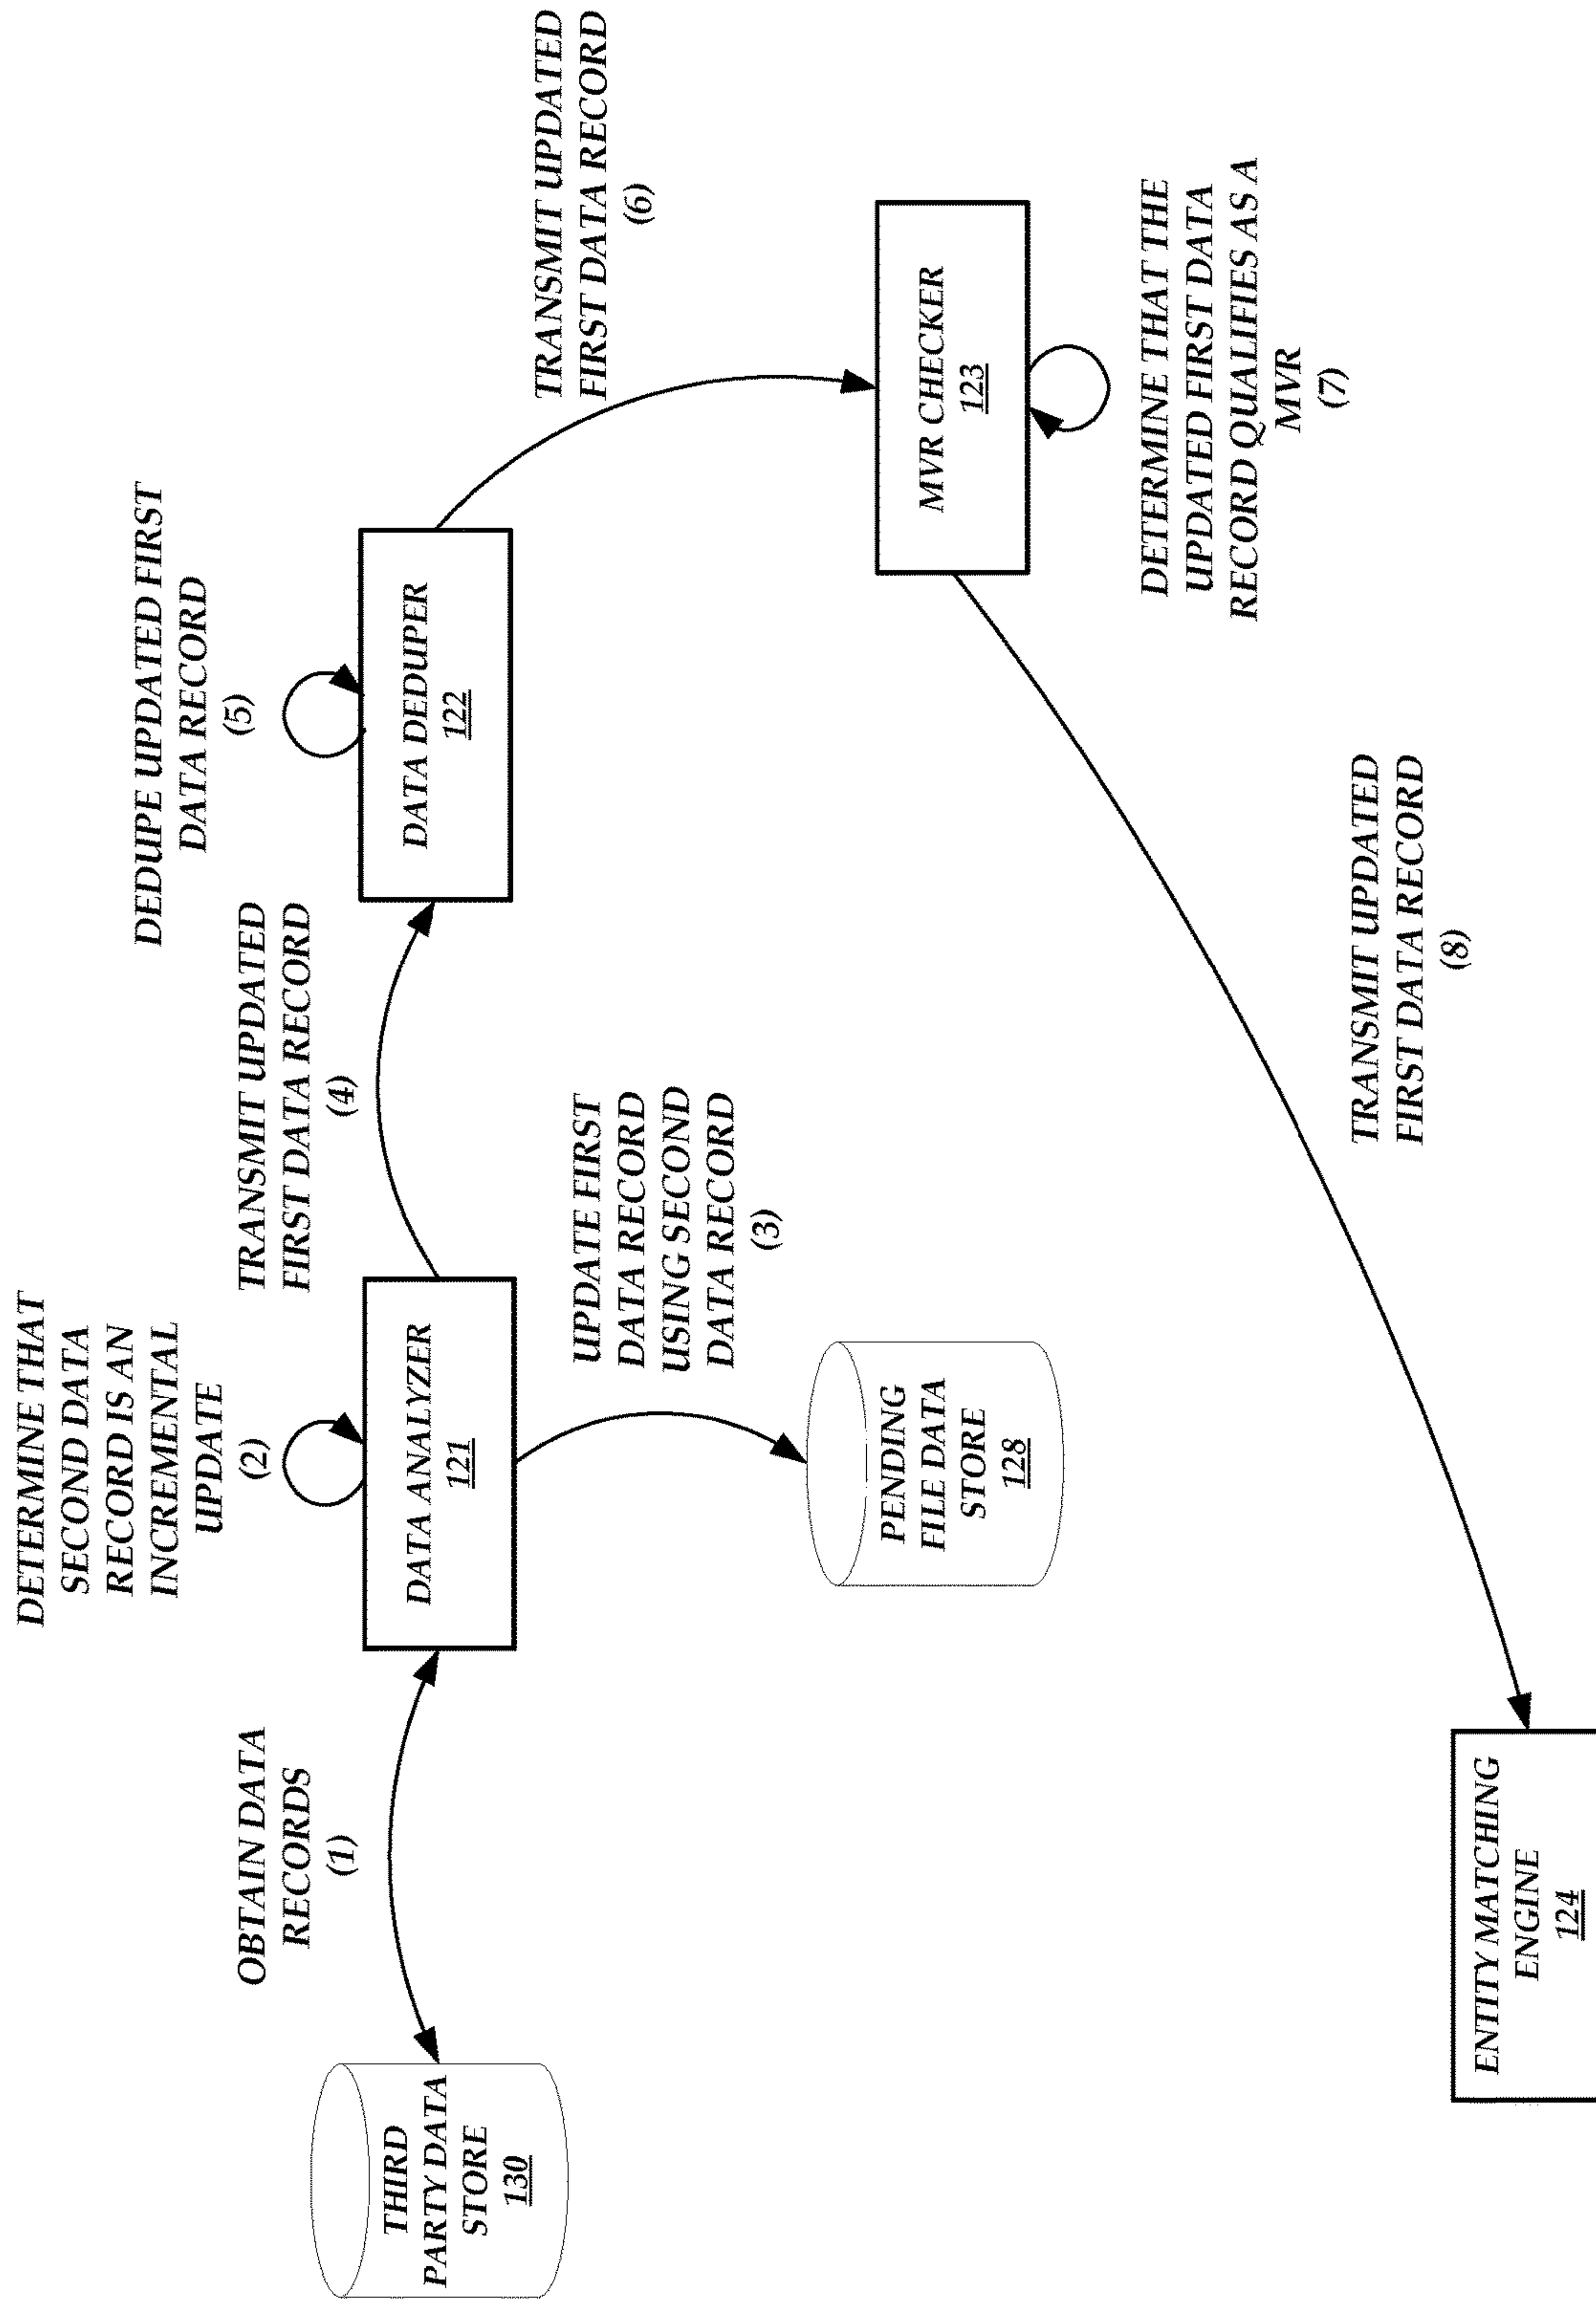 OBTAIN DATA
RECORDS
(1)
THIRD
PARTY DATA
STORE
130
DETERMINE THAT
SECOND DATA
RECORD IS AN
INCREMENTAL
UPDATE
(2)
DATA ANALYZER
121
UPDATE FIRST
DATA RECORD
USING SECOND
DATA RECORD
(3)
PENDING
FILE DATA
STORE
128
TRANSMIT UPDATED
FIRST DATA RECORD
(4)
DEDUPE UPDATED FIRST
DATA RECORD
(5)
DATA DEDUPER
122
TRANSMIT UPDATED
FIRST DATA RECORD
(6)
MVR CHECKER
123
DETERMINE THAT THE
UPDATED FIRST DATA
RECORD QUALIFIES AS A
MVR
(7)
TRANSMIT UPDATED
FIRST DATA RECORD
(8)
ENTITY MATCHING
ENGINE
124